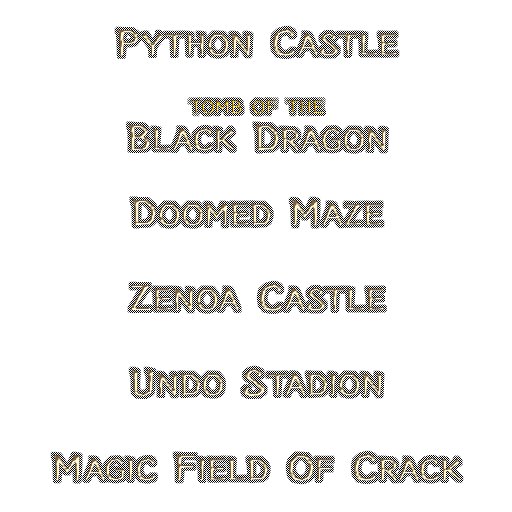 Python Castle
Tomb of the
Black Dragon
Doomed Maze
Zenoa Castle
Undo Stadion
Magic Field Of Crack